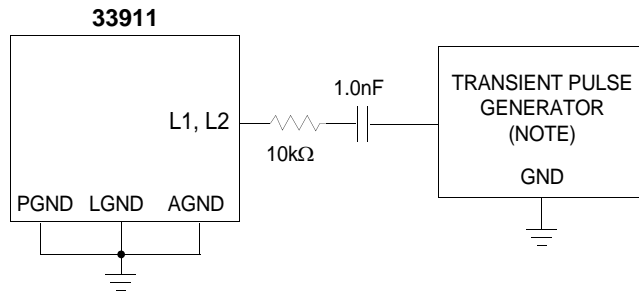 33911
1.0nF
TRANSIENT PULSE
GENERATOR
(NOTE)
L1, L2
10kΩ
GND
PGND LGND AGND